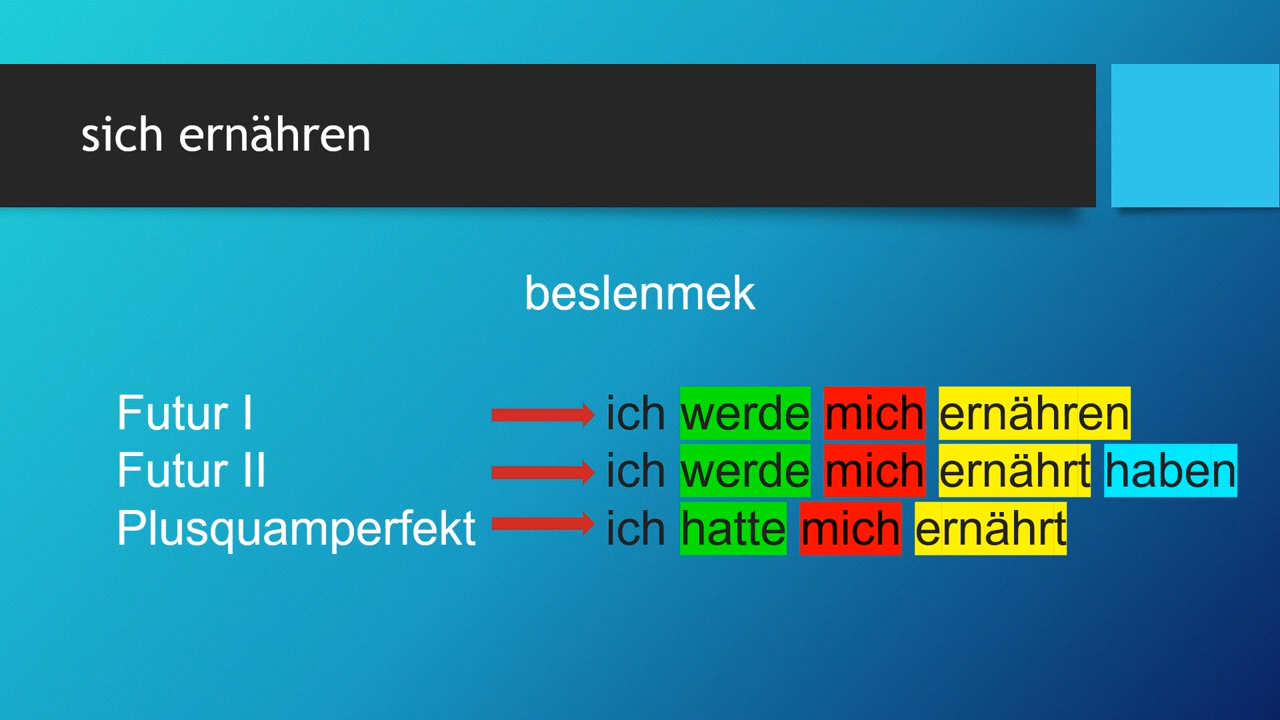 sich ernähren
beslenmek
Futur I ich werde mich ernähren
Futur II ich werde mich ernährt haben
Plusquamperfekt ich hatte mich ernährt